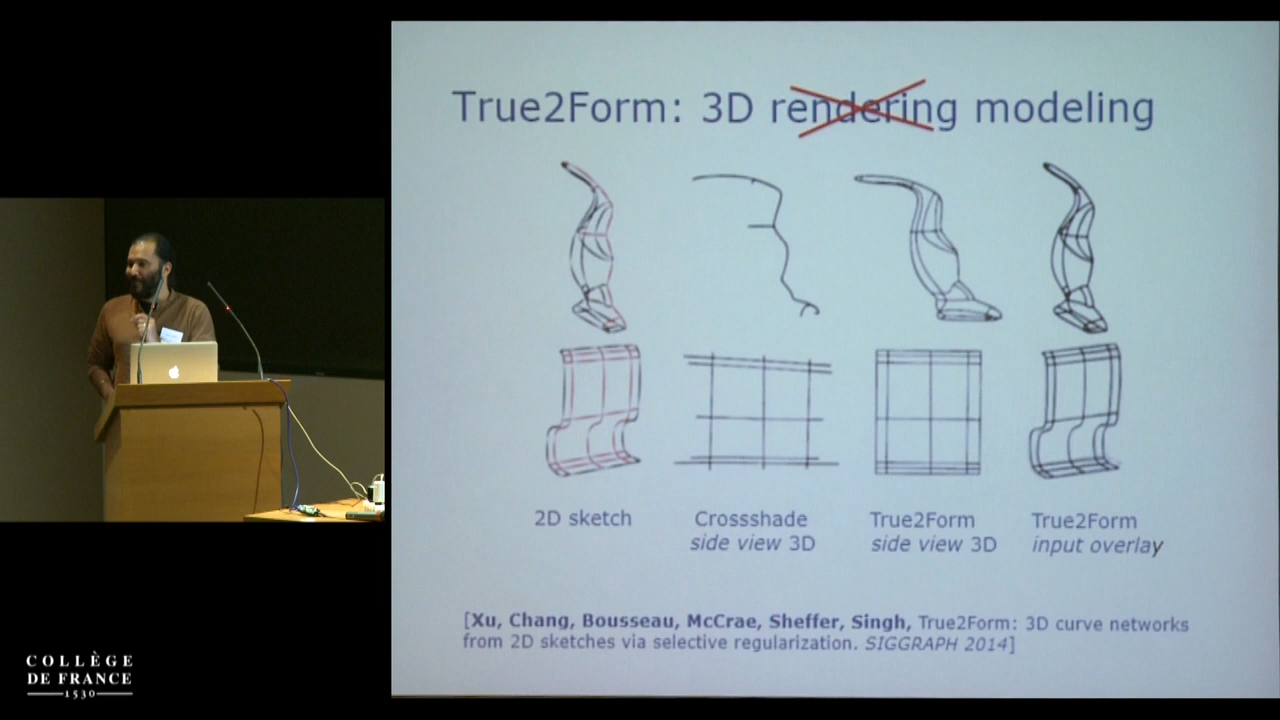 True2Form: 3D rendering modeling
2D sketch
Crossshade
side view 3D
True2Form
side view 3D
True2Form
input overlay
[Xu, Chang, Bousseau, McCrae, Sheffer, Singh, True2Form: 3D curve networks
from 2D sketches via selective regularization. SIGGRAPH 2014]
COLLÈGE
DE FRANCE
1530